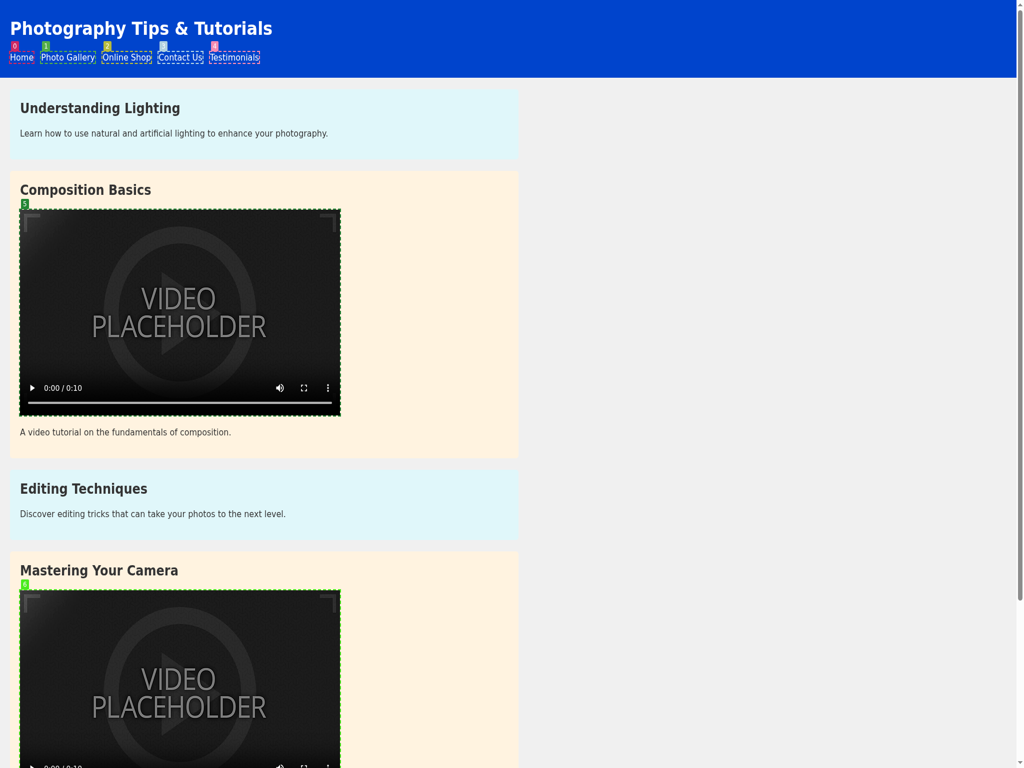 Photography Tips & Tutorials
0 1 2 3 4
Home Photo Gallery Online Shop Contact Us Testimonials
Understanding Lighting
Learn how to use natural and artificial lighting to enhance your photography.
Composition Basics
5
VIDEO
PLACEHOLDER
0:00 / 0:10
A video tutorial on the fundamentals of composition.
Editing Techniques
Discover editing tricks that can take your photos to the next level.
Mastering Your Camera
6
VIDEO
PLACEHOLDER
0:00 / 0:10